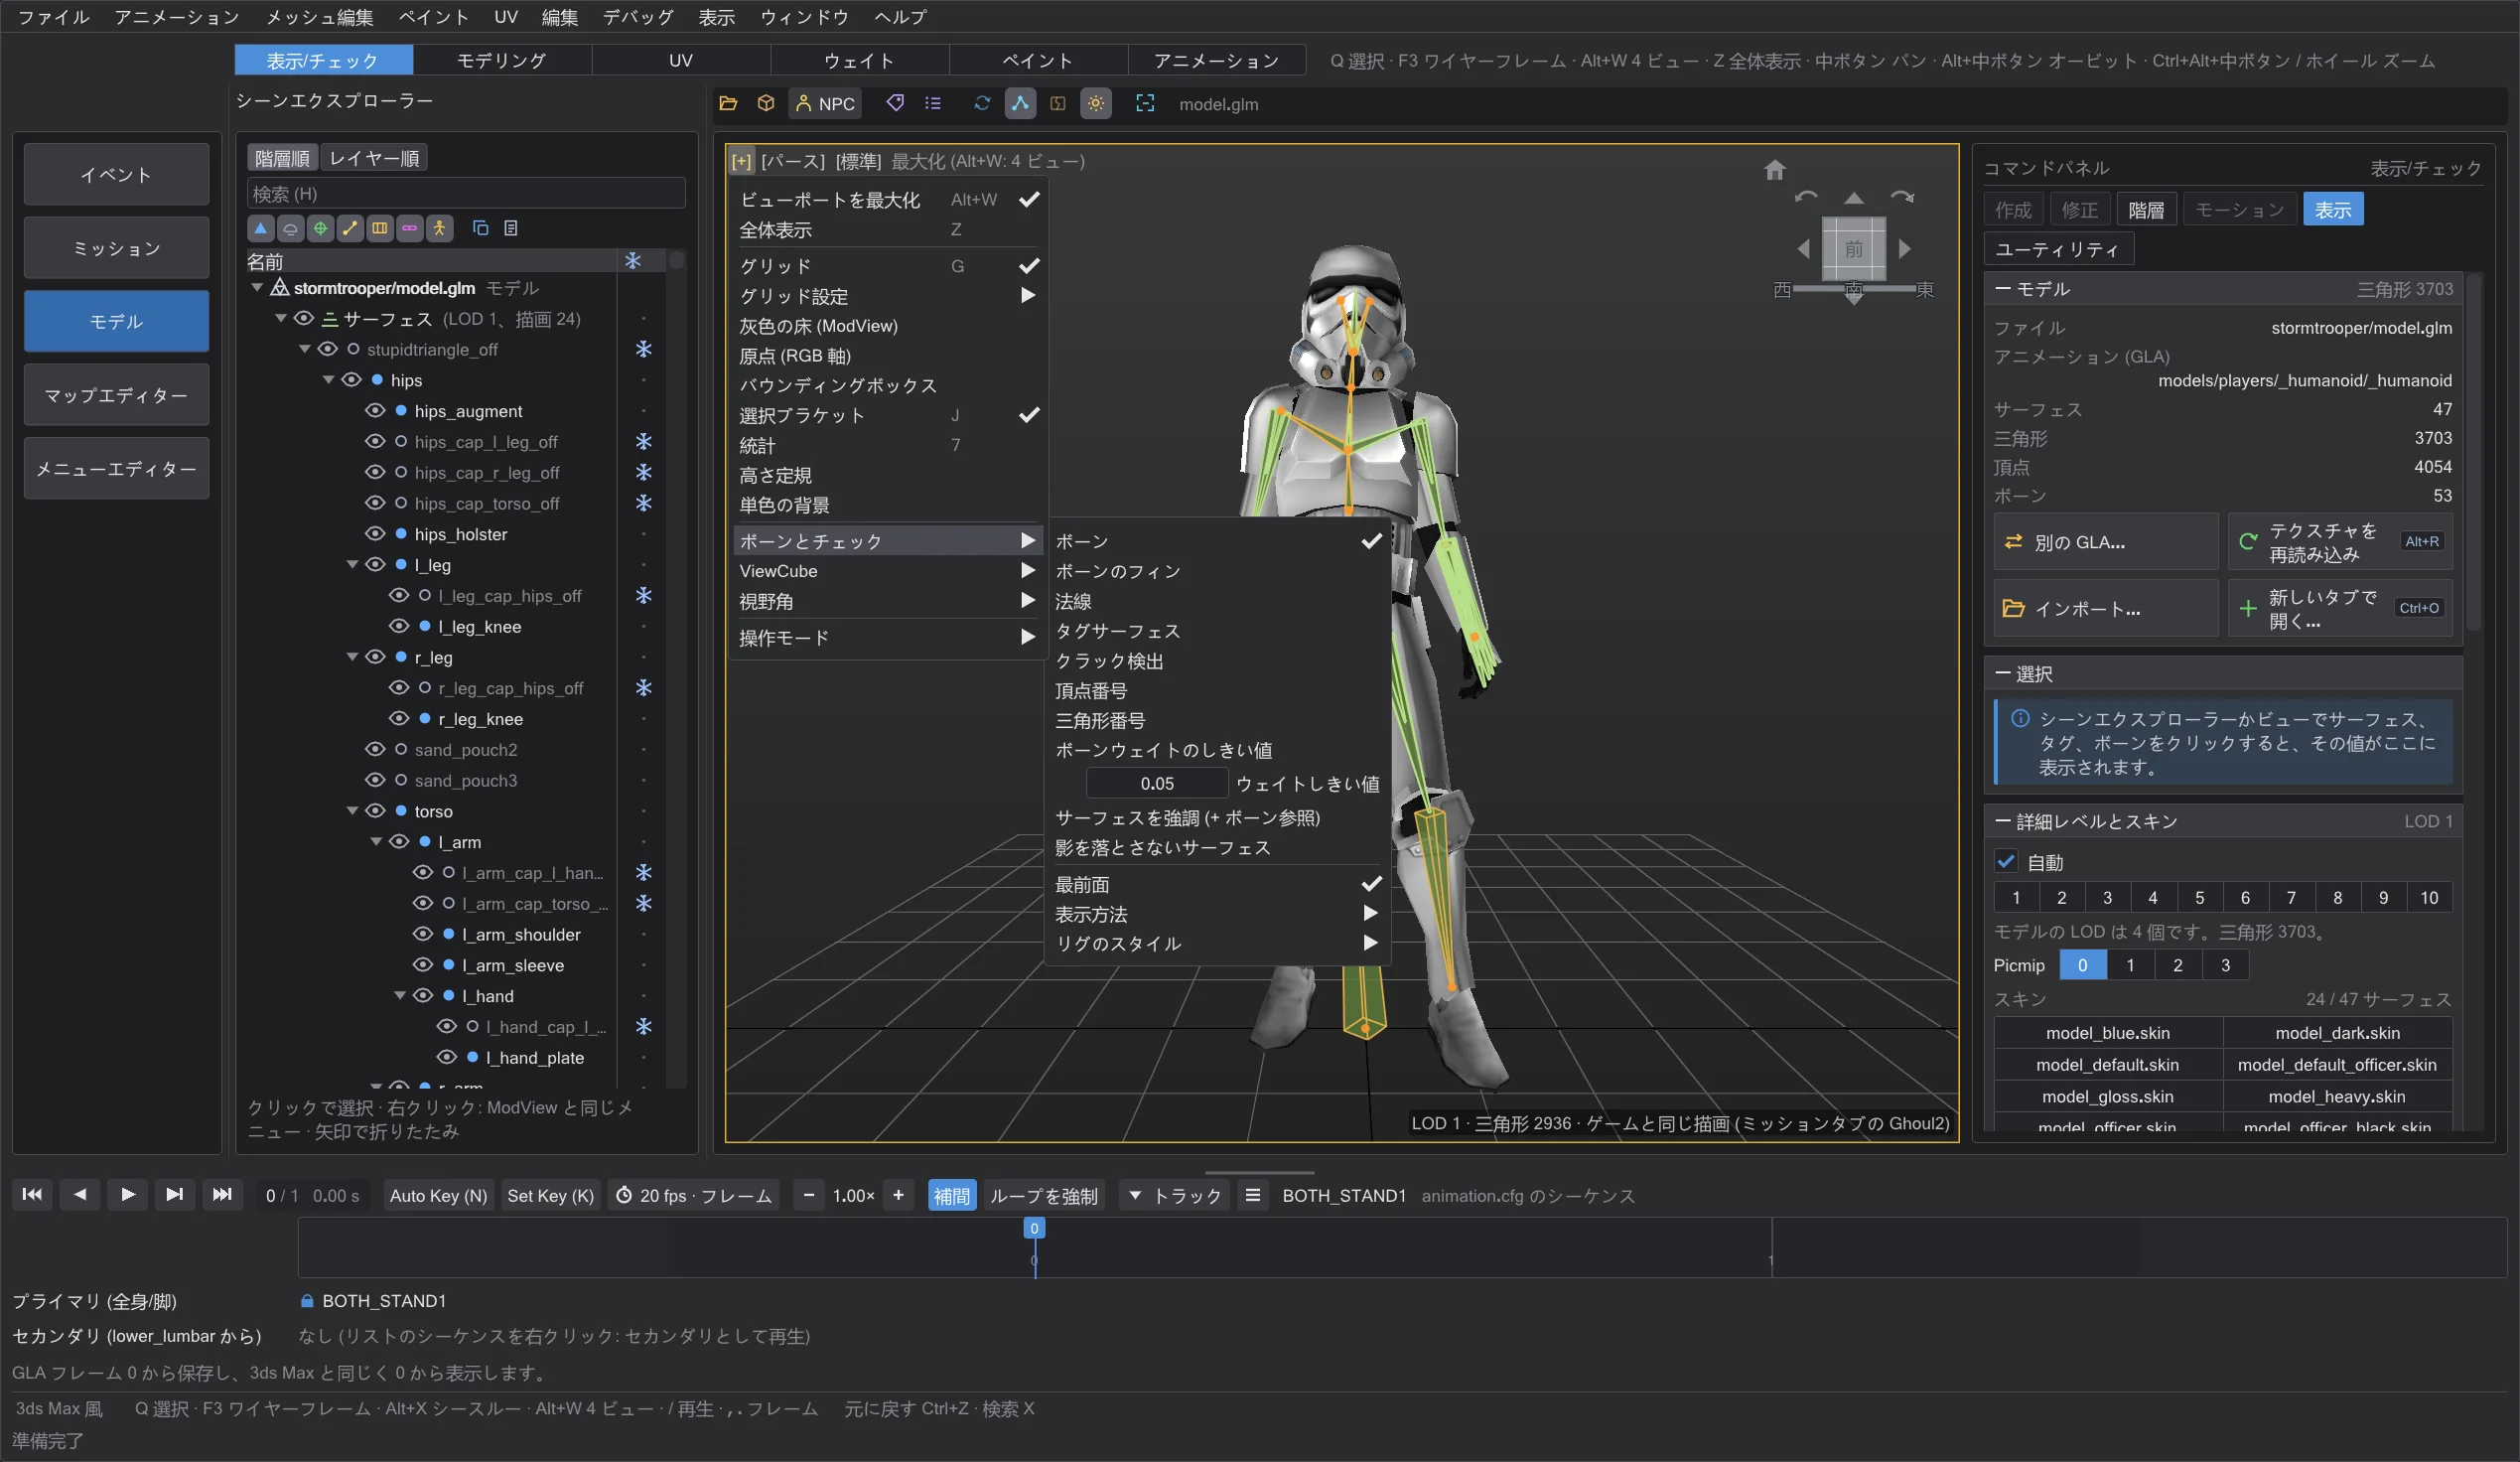 ファイル アニメーション メッシュ編集 ペイント UV 編集 デバッグ 表示 ウィンドウ ヘルプ
表示/チェック モデリング UV ウェイト ペイント アニメーション Q 選択 · F3 ワイヤーフレーム · Alt+W 4 ビュー · Z 全体表示 · 中ボタン パン · Alt+中ボタン オービット · Ctrl+Alt+中ボタン / ホイール ズーム
イベント
ミッション
モデル
マップエディター
メニューエディター
シーンエクスプローラー
階層順 レイヤー順
検索 (H)
名前
stormtrooper/model.glm モデル
サーフェス (LOD 1、描画 24)
stupidtriangle_off
hips
hips_augment
hips_cap_l_leg_off
hips_cap_r_leg_off
hips_cap_torso_off
hips_holster
l_leg
l_leg_cap_hips_off
l_leg_knee
r_leg
r_leg_cap_hips_off
r_leg_knee
sand_pouch2
sand_pouch3
torso
l_arm
l_arm_cap_l_han...
l_arm_cap_torso_...
l_arm_shoulder
l_arm_sleeve
l_hand
l_hand_cap_l_...
l_hand_plate
r_arm
クリックで選択 · 右クリック: ModView と同じメ
ニュー · 矢印で折りたたみ
NPC model.glm
[+] [パース] [標準] 最大化 (Alt+W: 4 ビュー)
ビューポートを最大化 Alt+W
全体表示 Z
グリッド G
グリッド設定
灰色の床 (ModView)
原点 (RGB 軸)
バウンディングボックス
選択ブラケット J
統計 7
高さ定規
単色の背景
ボーンとチェック
ViewCube
視野角
操作モード
ボーン
ボーンのフィン
法線
タグサーフェス
クラック検出
頂点番号
三角形番号
ボーンウェイトのしきい値
0.05 ウェイトしきい値
サーフェスを強調 (+ ボーン参照)
影を落とさないサーフェス
最前面
表示方法
リグのスタイル
前
西 南 東
LOD 1 · 三角形 2936 · ゲームと同じ描画 (ミッションタブの Ghoul2)
コマンドパネル 表示/チェック
作成 修正 階層 モーション 表示
ユーティリティ
モデル 三角形 3703
ファイル stormtrooper/model.glm
アニメーション (GLA)
models/players/_humanoid/_humanoid
サーフェス 47
三角形 3703
頂点 4054
ボーン 53
別の GLA... テクスチャを
再読み込み Alt+R
インポート... 新しいタブで
開く... Ctrl+O
選択
シーンエクスプローラーかビューでサーフェス、
タグ、ボーンをクリックすると、その値がここに
表示されます。
詳細レベルとスキン LOD 1
自動
1 2 3 4 5 6 7 8 9 10
モデルの LOD は 4 個です。三角形 3703。
Picmip 0 1 2 3
スキン 24 / 47 サーフェス
model_blue.skin model_dark.skin
model_default.skin model_default_officer.skin
model_gloss.skin model_heavy.skin
model_officer.skin model_officer_black.skin
0 / 1 0.00 s Auto Key (N) Set Key (K) 20 fps · フレーム − 1.00× + 補間 ループを強制 トラック BOTH_STAND1 animation.cfg のシーケンス
0
0 1
プライマリ (全身/脚) BOTH_STAND1
セカンダリ (lower_lumbar から) なし (リストのシーケンスを右クリック: セカンダリとして再生)
GLA フレーム 0 から保存し、3ds Max と同じく 0 から表示します。
3ds Max 風 Q 選択 · F3 ワイヤーフレーム · Alt+X シースルー · Alt+W 4 ビュー · / 再生 · , . フレーム 元に戻す Ctrl+Z · 検索 X
準備完了